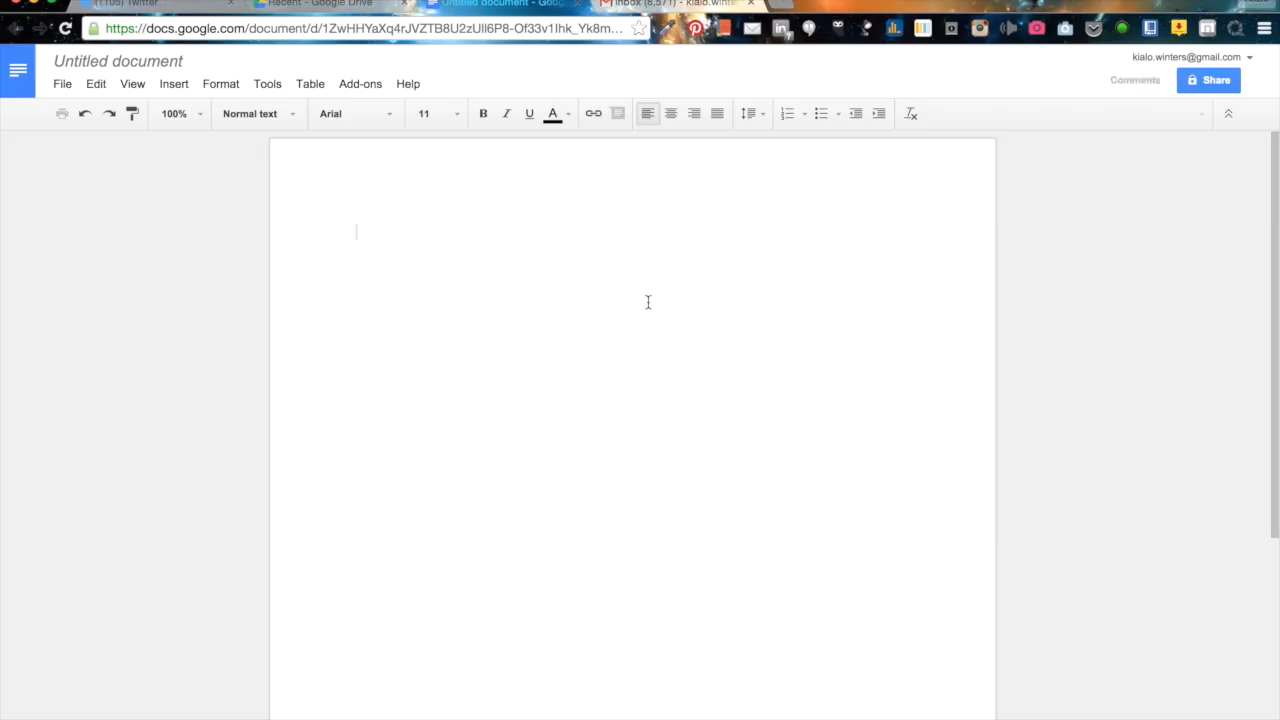 (1105) Twitter Recent - Google Drive Untitled document - Goo Inbox (8,571) - kialo.winter
https://docs.google.com/document/d/1ZwHHYaXq4rJVZTB8U2zUlI6P8-Of33v1Ihk_Yk8m...
Untitled document
kialo.winters@gmail.com
File Edit View Insert Format Tools Table Add-ons Help
Comments Share
100% Normal text Arial 11 B I U A